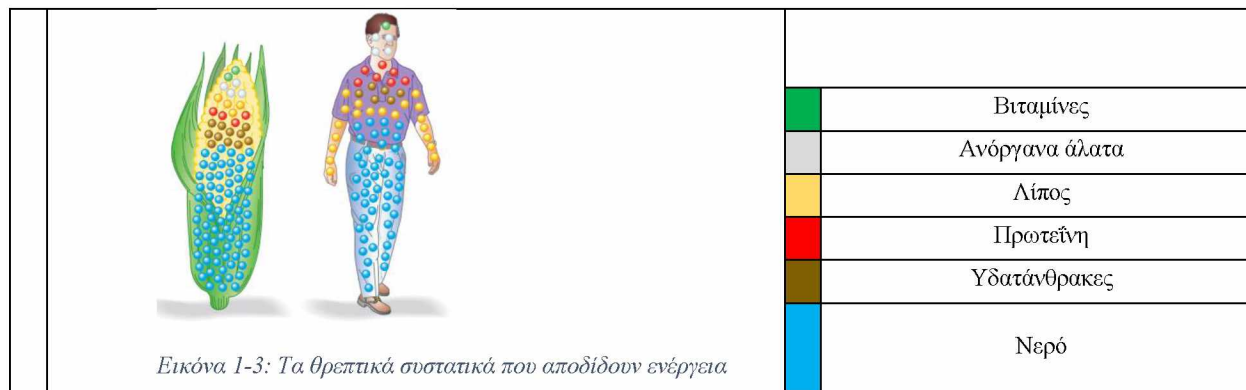 Βιταμίνες
Ανόργανα άλατα
Λίπος
Πρωτεΐνη
Υδατάνθρακες
Νερό
Εικόνα 1-3: Τα θρεπτικά συστατικά που αποδίδουν ενέργεια